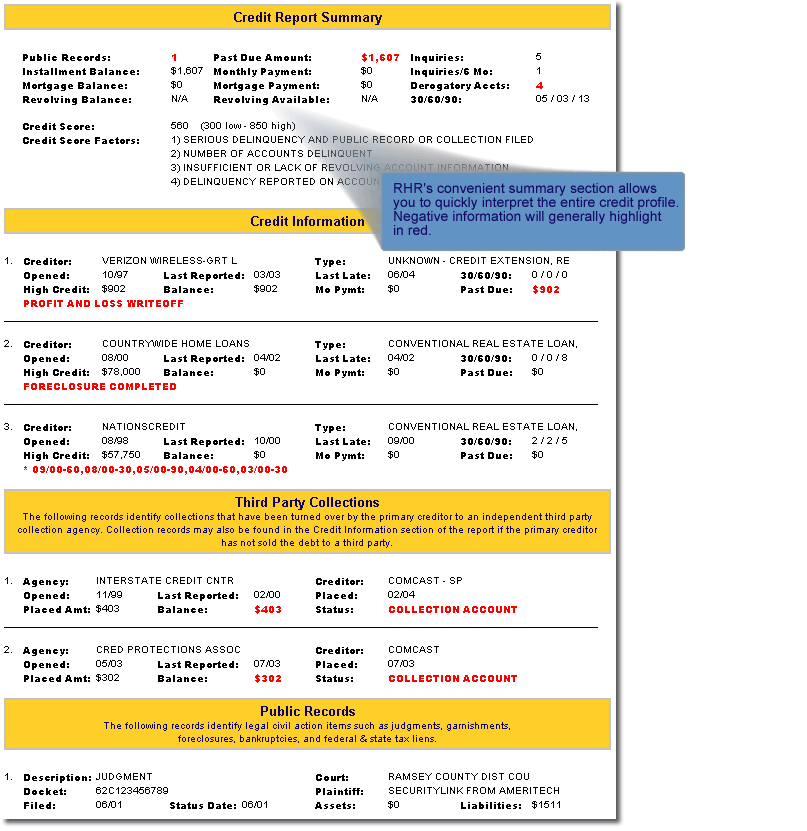 Credit Report Summary
Public Records: 1 Past Due Amount: $1,607 Inquiries: 5
Installment Balance: $1,607 Monthly Payment: $0 Inquiries/6 Mo: 1
Mortgage Balance: $0 Mortgage Payment: $0 Derogatory Accts: 4
Revolving Balance: N/A Revolving Available: N/A 30/60/90: 05 / 03 / 13
Credit Score: 560 (300 low - 850 high)
Credit Score Factors: 1) SERIOUS DELINQUENCY AND PUBLIC RECORD OR COLLECTION FILED
2) NUMBER OF ACCOUNTS DELINQUENT
3) INSUFFICIENT OR LACK OF REVOLVING ACCOUNT INFORMATION
4) DELINQUENCY REPORTED ON ACCOUN
RHR's convenient summary section allows
you to quickly interpret the entire credit profile.
Negative information will generally highlight
in red.
Credit Information
1. Creditor: VERIZON WIRELESS-GRT L Type: UNKNOWN - CREDIT EXTENSION, RE
Opened: 10/97 Last Reported: 03/03 Last Late: 06/04 30/60/90: 0 / 0 / 0
High Credit: $902 Balance: $902 Mo Pymt: $0 Past Due: $902
PROFIT AND LOSS WRITEOFF
2. Creditor: COUNTRYWIDE HOME LOANS Type: CONVENTIONAL REAL ESTATE LOAN,
Opened: 08/00 Last Reported: 04/02 Last Late: 04/02 30/60/90: 0 / 0 / 8
High Credit: $78,000 Balance: $0 Mo Pymt: $0 Past Due: $0
FORECLOSURE COMPLETED
3. Creditor: NATIONSCREDIT Type: CONVENTIONAL REAL ESTATE LOAN,
Opened: 08/98 Last Reported: 10/00 Last Late: 09/00 30/60/90: 2 / 2 / 5
High Credit: $57,750 Balance: $0 Mo Pymt: $0 Past Due: $0
* 09/00-60,08/00-30,05/00-90,04/00-60,03/00-30
Third Party Collections
The following records identify collections that have been turned over by the primary creditor to an independent third party
collection agency. Collection records may also be found in the Credit Information section of the report if the primary creditor
has not sold the debt to a third party.
1. Agency: INTERSTATE CREDIT CNTR Creditor: COMCAST - SP
Opened: 11/99 Last Reported: 02/00 Placed: 02/04
Placed Amt: $403 Balance: $403 Status: COLLECTION ACCOUNT
2. Agency: CRED PROTECTIONS ASSOC Creditor: COMCAST
Opened: 05/03 Last Reported: 07/03 Placed: 07/03
Placed Amt: $302 Balance: $302 Status: COLLECTION ACCOUNT
Public Records
The following records identify legal civil action items such as judgments, garnishments,
foreclosures, bankruptcies, and federal & state tax liens.
1. Description: JUDGMENT Court: RAMSEY COUNTY DIST COU
Docket: 62C123456789 Plaintiff: SECURITYLINK FROM AMERITECH
Filed: 06/01 Status Date: 06/01 Assets: $0 Liabilities: $1511